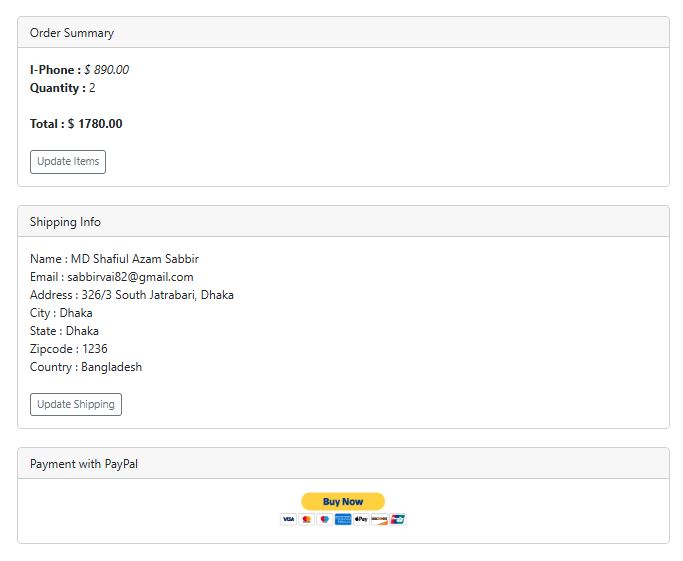 Order Summary
I-Phone : $ 890.00
Quantity : 2
Total : $ 1780.00
Update Items
Shipping Info
Name : MD Shafiul Azam Sabbir
Email : sabbirvai82@gmail.com
Address : 326/3 South Jatrabari, Dhaka
City : Dhaka
State : Dhaka
Zipcode : 1236
Country : Bangladesh
Update Shipping
Payment with PayPal
Buy Now
VISA Pay DISCOVER